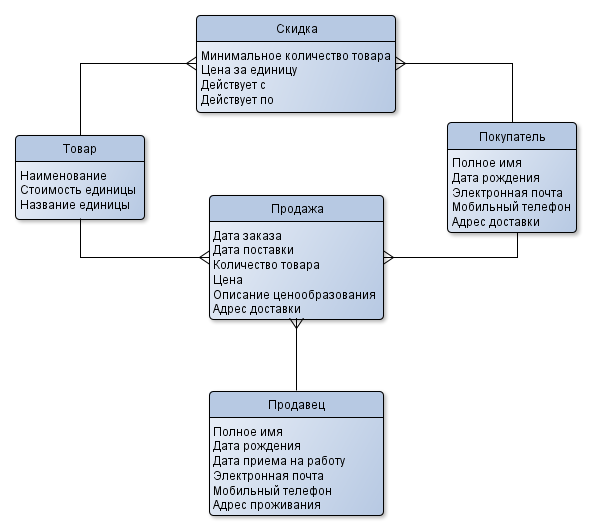 Скидка
Минимальное количество товара
Цена за единицу
Действует с
Действует по
Товар
Наименование
Стоимость единицы
Название единицы
Покупатель
Полное имя
Дата рождения
Электронная почта
Мобильный телефон
Адрес доставки
Продажа
Дата заказа
Дата поставки
Количество товара
Цена
Описание ценообразования
Адрес доставки
Продавец
Полное имя
Дата рождения
Дата приема на работу
Электронная почта
Мобильный телефон
Адрес проживания